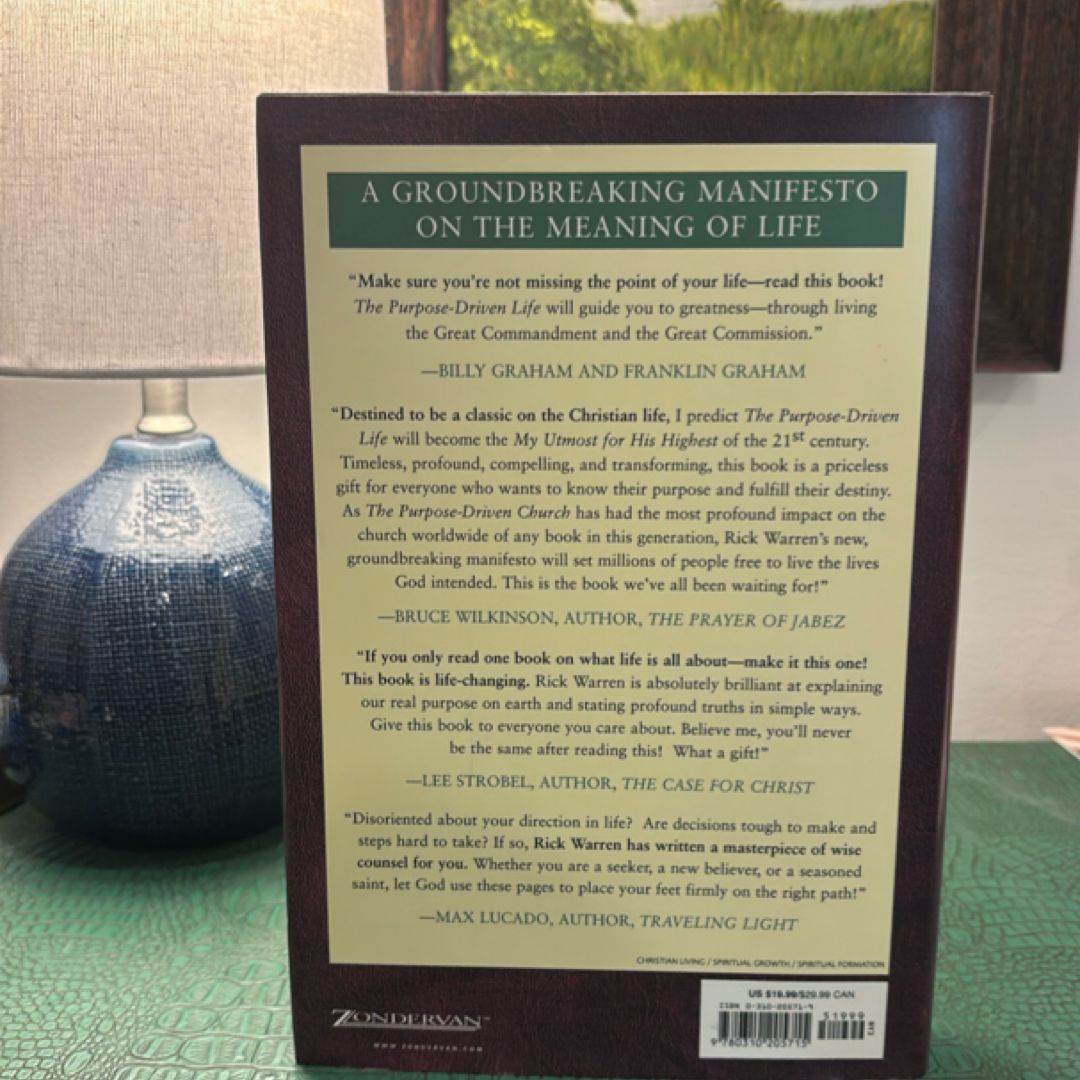 A GROUNDBREAKING MANIFESTO
ON THE MEANING OF LIFE
“Make sure you're not missing the point of your life—read this book!
The Purpose-Driven Life will guide you to greatness—through living
the Great Commandment and the Great Commission.”
—BILLY GRAHAM AND FRANKLIN GRAHAM
“Destined to be a classic on the Christian life, I predict The Purpose-Driven
Life will become the My Utmost for His Highest of the 21st century.
Timeless, profound, compelling, and transforming, this book is a priceless
gift for everyone who wants to know their purpose and fulfill their destiny.
As The Purpose-Driven Church has had the most profound impact on the
church worldwide of any book in this generation, Rick Warren's new,
groundbreaking manifesto will set millions of people free to live the lives
God intended. This is the book we've all been waiting for!”
—BRUCE WILKINSON, AUTHOR, THE PRAYER OF JABEZ
“If you only read one book on what life is all about—make it this one!
This book is life-changing. Rick Warren is absolutely brilliant at explaining
our real purpose on earth and stating profound truths in simple ways.
Give this book to everyone you care about. Believe me, you'll never
be the same after reading this! What a gift!”
—LEE STROBEL, AUTHOR, THE CASE FOR CHRIST
“Disoriented about your direction in life? Are decisions tough to make and
steps hard to take? If so, Rick Warren has written a masterpiece of wise
counsel for you. Whether you are a seeker, a new believer, or a seasoned
saint, let God use these pages to place your feet firmly on the right path!”
—MAX LUCADO, AUTHOR, TRAVELING LIGHT
CHRISTIAN LIVING / SPIRITUAL GROWTH / SPIRITUAL FORMATION
ZONDERVAN™
www.zondervan.com
US $19.99/$29.99 CAN
ISBN 0-310-20571-9
51999
EAN
9 780310 205715